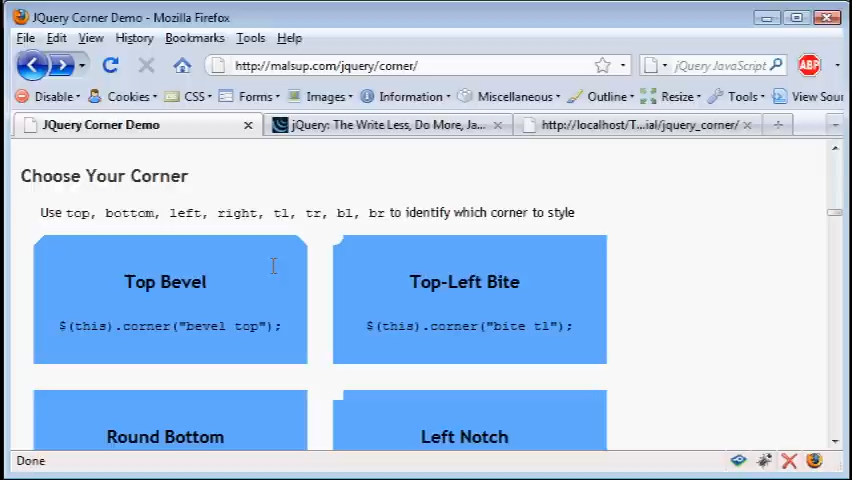 JQuery Corner Demo - Mozilla Firefox
File Edit View History Bookmarks Tools Help
http://malsup.com/jquery/corner/ jQuery JavaScript ABP
Disable Cookies CSS Forms Images Information Miscellaneous Outline Resize Tools View Sour
JQuery Corner Demo jQuery: The Write Less, Do More, Ja... http://localhost/T...ial/jquery_corner/
Choose Your Corner
Use top, bottom, left, right, tl, tr, bl, br to identify which corner to style
Top Bevel Top-Left Bite
$(this).corner("bevel top"); $(this).corner("bite tl");
Round Bottom Left Notch
Done